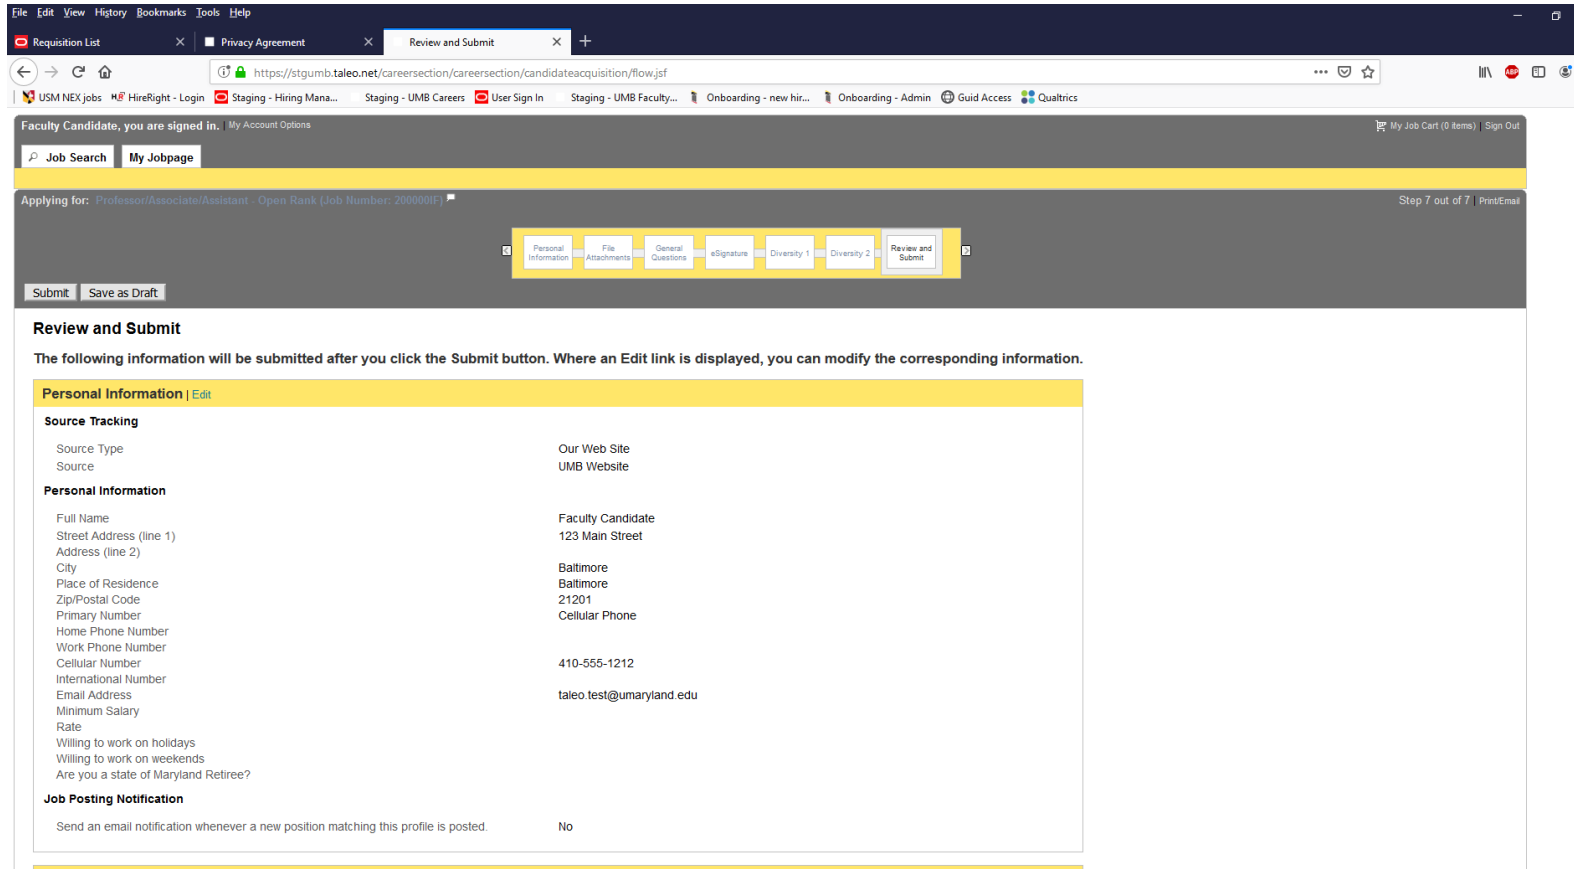 File Edit View History Bookmarks Tools Help
Requisition List
Privacy Agreement
Review and Submit
https://stgumb.taleo.net/careersection/careersection/candidateacquisition/flow.jsf
ABP
USM NEX jobs HireRight - Login Staging - Hiring Mana... Staging - UMB Careers User Sign In Staging - UMB Faculty... Onboarding - new hir... Onboarding - Admin Guid Access Qualtrics
Faculty Candidate, you are signed in. | My Account Options
My Job Cart (0 items) | Sign Out
Job Search My Jobpage
Applying for: Professor/Associate/Assistant - Open Rank (Job Number: 200000IF)
Step 7 out of 7 | Print/Email
Personal Information
File Attachments
General Questions
eSignature
Diversity 1
Diversity 2
Review and Submit
Submit Save as Draft
Review and Submit
The following information will be submitted after you click the Submit button. Where an Edit link is displayed, you can modify the corresponding information.
Personal Information | Edit
Source Tracking
Source Type Our Web Site
Source UMB Website
Personal Information
Full Name Faculty Candidate
Street Address (line 1) 123 Main Street
Address (line 2)
City Baltimore
Place of Residence Baltimore
Zip/Postal Code 21201
Primary Number Cellular Phone
Home Phone Number
Work Phone Number
Cellular Number 410-555-1212
International Number
Email Address taleo.test@umaryland.edu
Minimum Salary
Rate
Willing to work on holidays
Willing to work on weekends
Are you a state of Maryland Retiree?
Job Posting Notification
Send an email notification whenever a new position matching this profile is posted. No